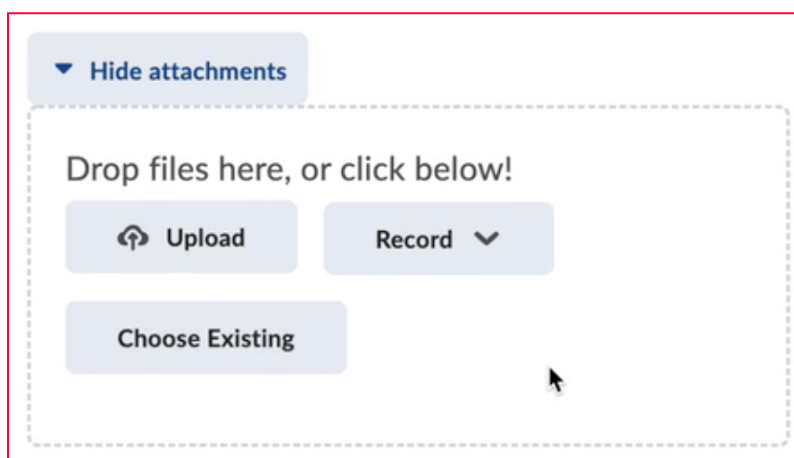 Hide attachments
Drop files here, or click below!
Upload
Record
Choose Existing